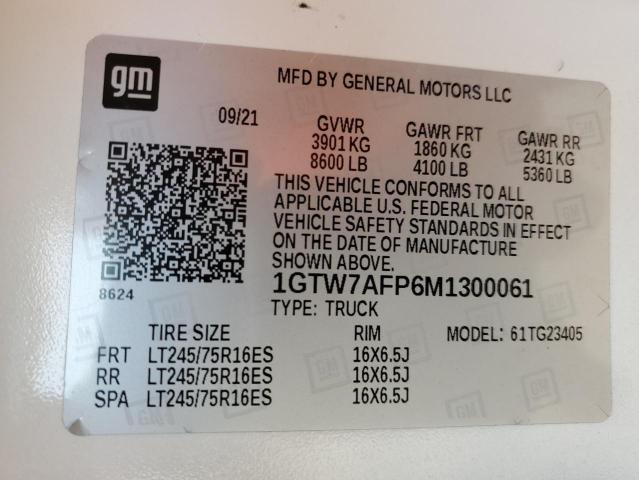 gm
MFD BY GENERAL MOTORS LLC
09/21
GVWR GAWR FRT GAWR RR
3901 KG 1860 KG 2431 KG
8600 LB 4100 LB 5360 LB
THIS VEHICLE CONFORMS TO ALL
APPLICABLE U.S. FEDERAL MOTOR
VEHICLE SAFETY STANDARDS IN EFFECT
ON THE DATE OF MANUFACTURE
SHOWN ABOVE.
8624
1GTW7AFP6M1300061
TYPE: TRUCK
TIRE SIZE RIM MODEL: 61TG23405
FRT LT245/75R16ES 16X6.5J
RR LT245/75R16ES 16X6.5J
SPA LT245/75R16ES 16X6.5J